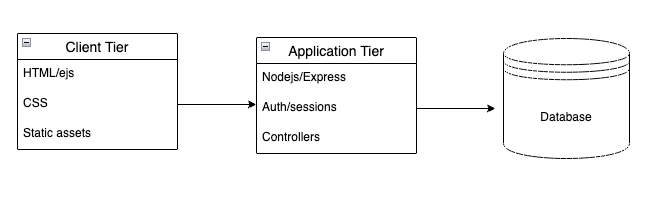 Client Tier
HTML/ejs
CSS
Static assets
Application Tier
Nodejs/Express
Auth/sessions
Controllers
Database